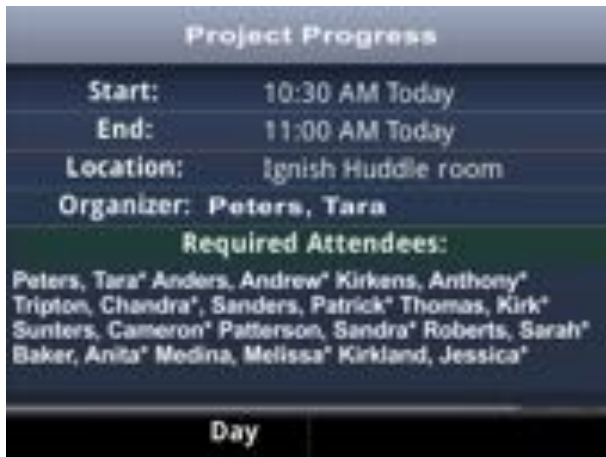 Project Progress
Start: 10:30 AM Today
End: 11:00 AM Today
Location: Ignish Huddle room
Organizer: Peters, Tara
Required Attendees:
Peters, Tara* Anders, Andrew* Kirkens, Anthony*
Tripton, Chandra*, Sanders, Patrick* Thomas, Kirk*
Sunters, Cameron* Patterson, Sandra* Roberts, Sarah*
Baker, Anita* Medina, Melissa* Kirkland, Jessica*
Day